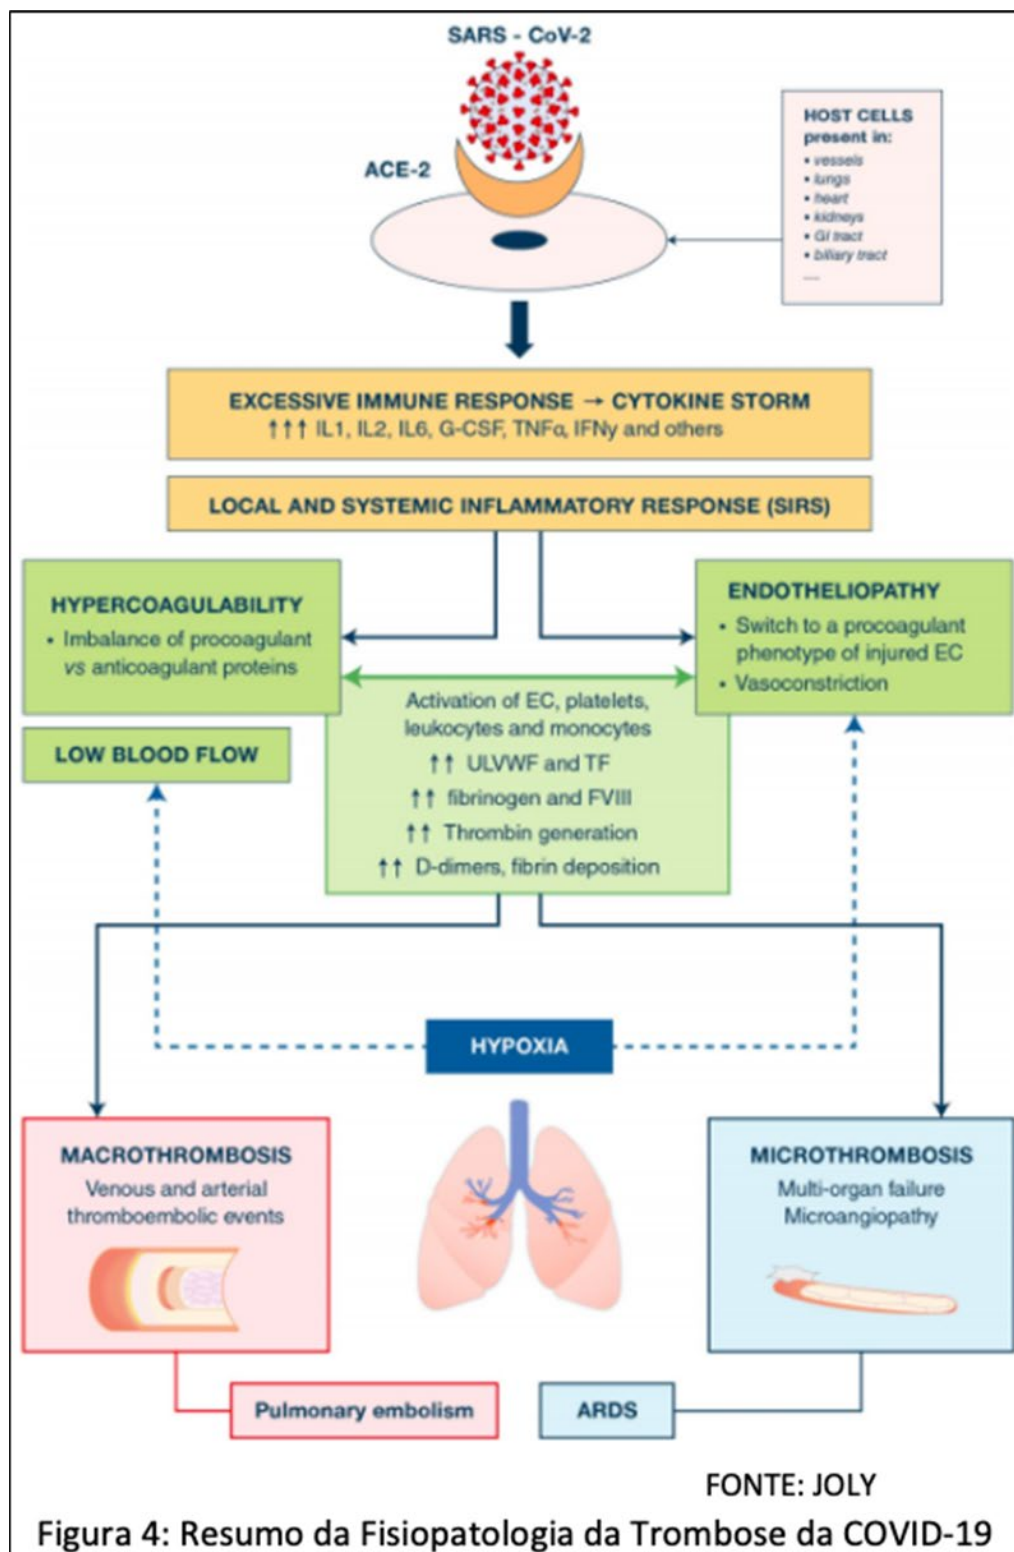 SARS - CoV-2
ACE-2
HOST CELLS
present in:
• vessels
• lungs
• heart
• kidneys
• GI tract
• biliary tract
....
EXCESSIVE IMMUNE RESPONSE → CYTOKINE STORM
↑↑↑ IL1, IL2, IL6, G-CSF, TNFα, IFNy and others
LOCAL AND SYSTEMIC INFLAMMATORY RESPONSE (SIRS)
HYPERCOAGULABILITY
• Imbalance of procoagulant
vs anticoagulant proteins
ENDOTHELIOPATHY
• Switch to a procoagulant
phenotype of injured EC
• Vasoconstriction
LOW BLOOD FLOW
Activation of EC, platelets,
leukocytes and monocytes
↑↑ ULVWF and TF
↑↑ fibrinogen and FVIII
↑↑ Thrombin generation
↑↑ D-dimers, fibrin deposition
HYPOXIA
MACROTHROMBOSIS
Venous and arterial
thromboembolic events
MICROTHROMBOSIS
Multi-organ failure
Microangiopathy
Pulmonary embolism
ARDS
FONTE: JOLY
Figura 4: Resumo da Fisiopatologia da Trombose da COVID-19